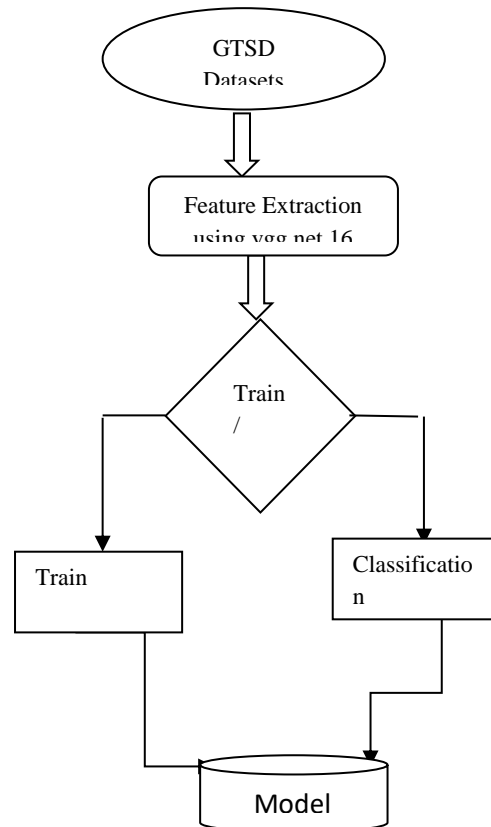 GTSD
Datasets
Feature Extraction
using vgg net 16
Train
/
Train
Classificatio
n
Model